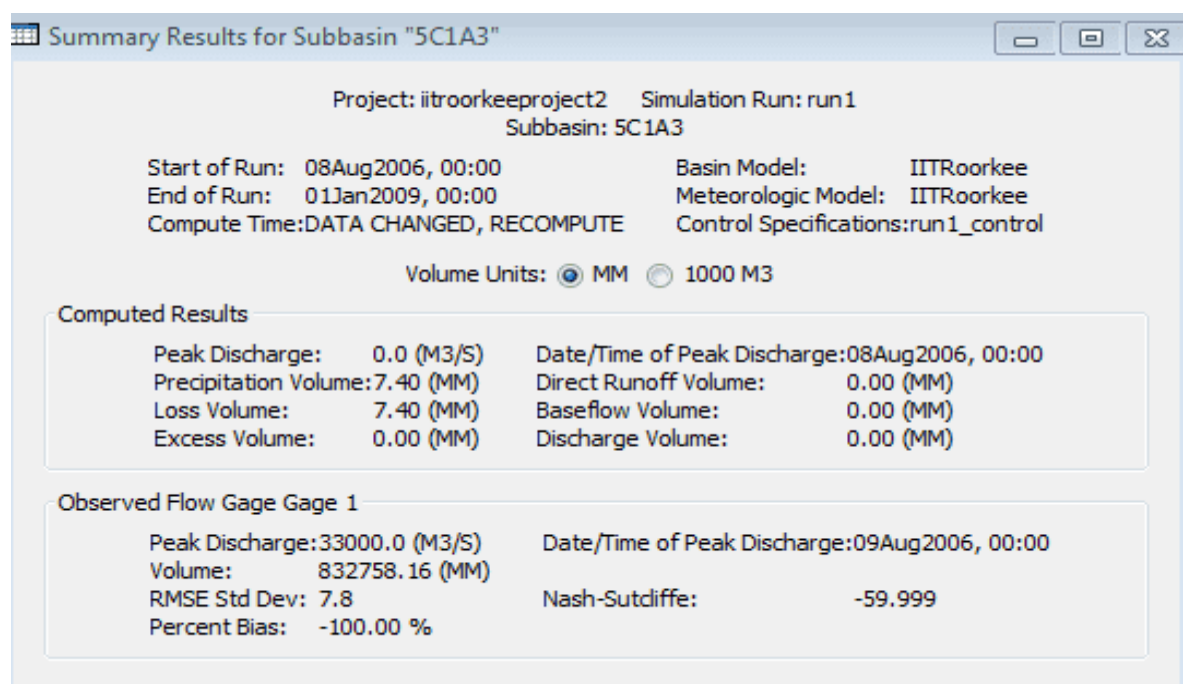 Summary Results for Subbasin "5C1A3"
Project: iitroorkeeproject2 Simulation Run: run1
Subbasin: 5C1A3
Start of Run: 08Aug2006, 00:00 Basin Model: IITRoorkee
End of Run: 01Jan2009, 00:00 Meteorologic Model: IITRoorkee
Compute Time:DATA CHANGED, RECOMPUTE Control Specifications:run1_control
Volume Units: MM 1000 M3
Computed Results
Peak Discharge: 0.0 (M3/S) Date/Time of Peak Discharge:08Aug2006, 00:00
Precipitation Volume:7.40 (MM) Direct Runoff Volume: 0.00 (MM)
Loss Volume: 7.40 (MM) Baseflow Volume: 0.00 (MM)
Excess Volume: 0.00 (MM) Discharge Volume: 0.00 (MM)
Observed Flow Gage Gage 1
Peak Discharge:33000.0 (M3/S) Date/Time of Peak Discharge:09Aug2006, 00:00
Volume: 832758.16 (MM)
RMSE Std Dev: 7.8 Nash-Sutcliffe: -59.999
Percent Bias: -100.00 %